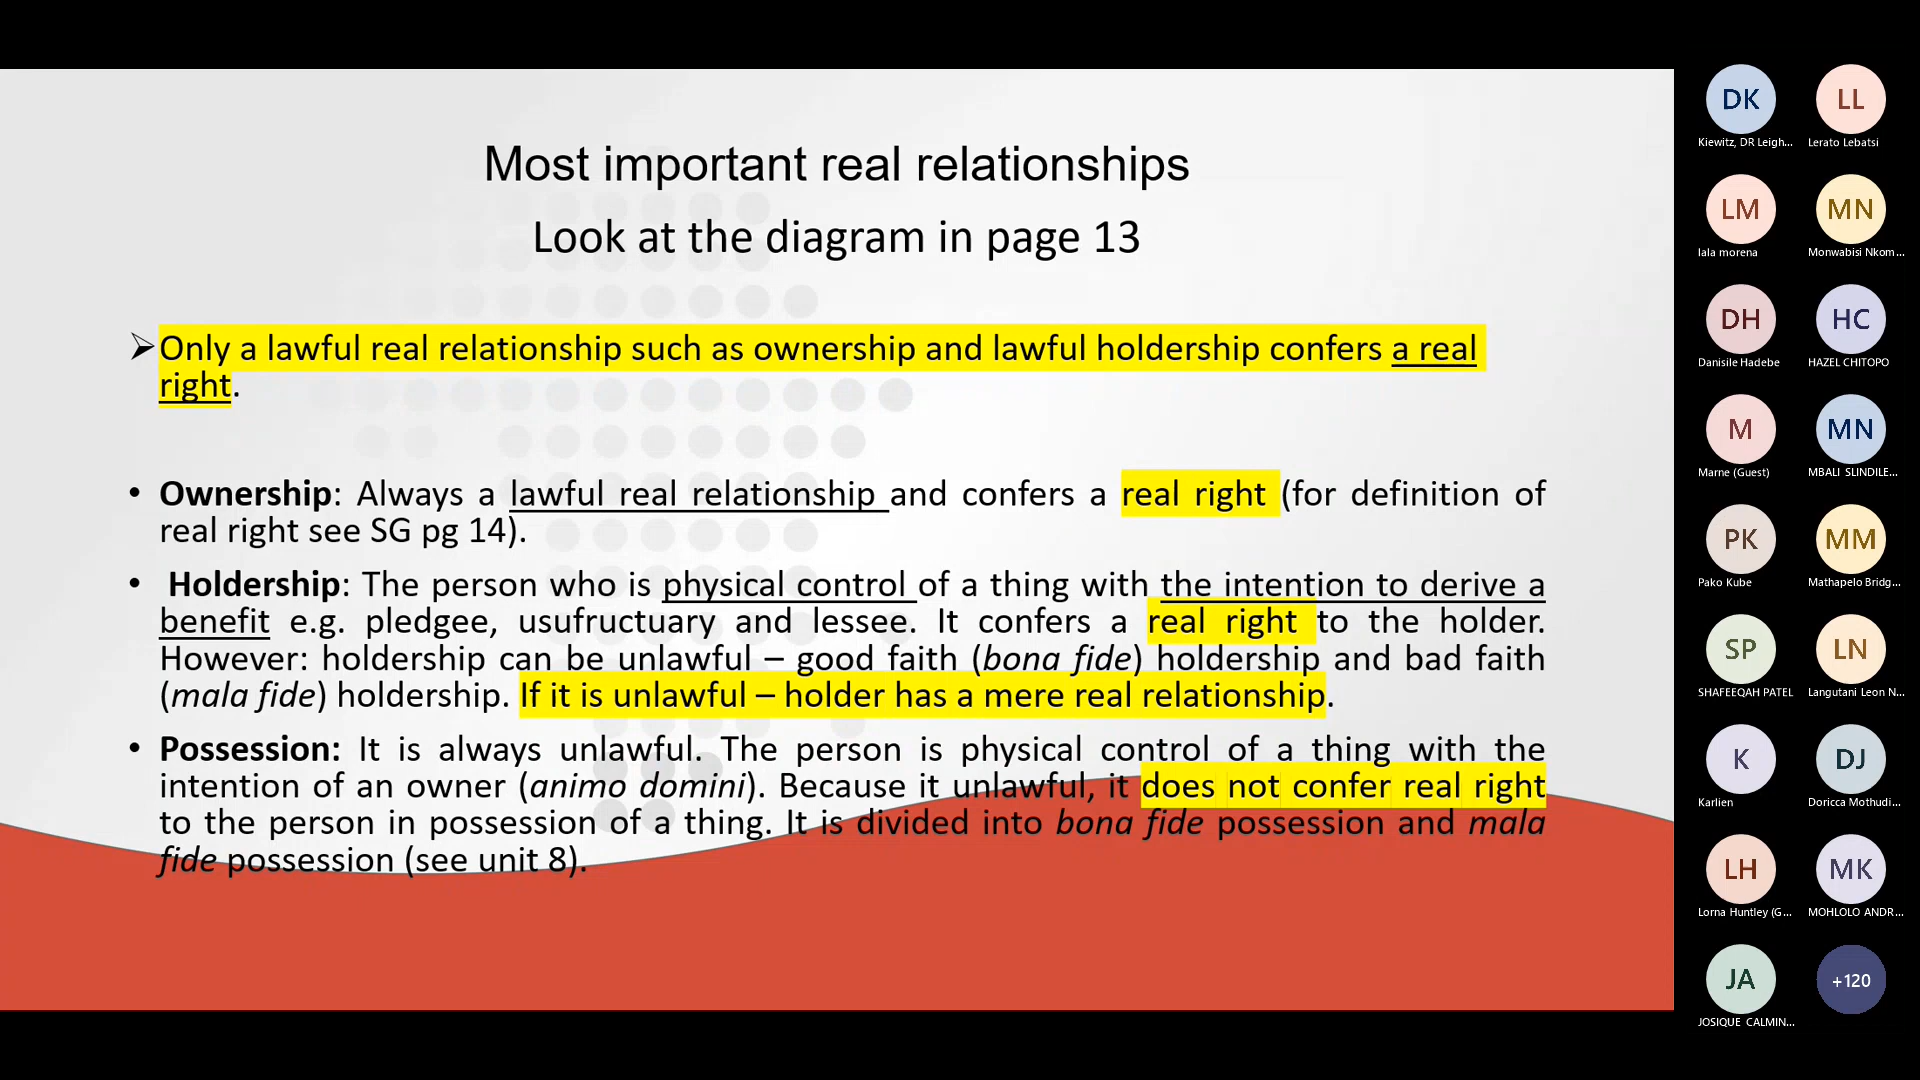 Most important real relationships
Look at the diagram in page 13
➢Only a lawful real relationship such as ownership and lawful holdership confers a real
right.
• Ownership: Always a lawful real relationship and confers a real right (for definition of
real right see SG pg 14).
• Holdership: The person who is physical control of a thing with the intention to derive a
benefit e.g. pledgee, usufructuary and lessee. It confers a real right to the holder.
However: holdership can be unlawful – good faith (bona fide) holdership and bad faith
(mala fide) holdership. If it is unlawful – holder has a mere real relationship.
• Possession: It is always unlawful. The person is physical control of a thing with the
intention of an owner (animo domini). Because it unlawful, it does not confer real right
to the person in possession of a thing. It is divided into bona fide possession and mala
fide possession (see unit 8).
DK LL
Kiewitz, DR Leigh... Lerato Lebatsi
LM MN
lala morena Monwabisi Nkom...
DH HC
Danisile Hadebe HAZEL CHITOPO
M MN
Marne (Guest) MBALI SLINDILE...
PK MM
Pako Kube Mathapelo Bridg...
SP LN
SHAFEEQAH PATEL Langutani Leon N...
K DJ
Karlien Doricca Mothudi...
LH MK
Lorna Huntley (G... MOHLOLO ANDR...
JA +120
JOSIQUE CALMIN...